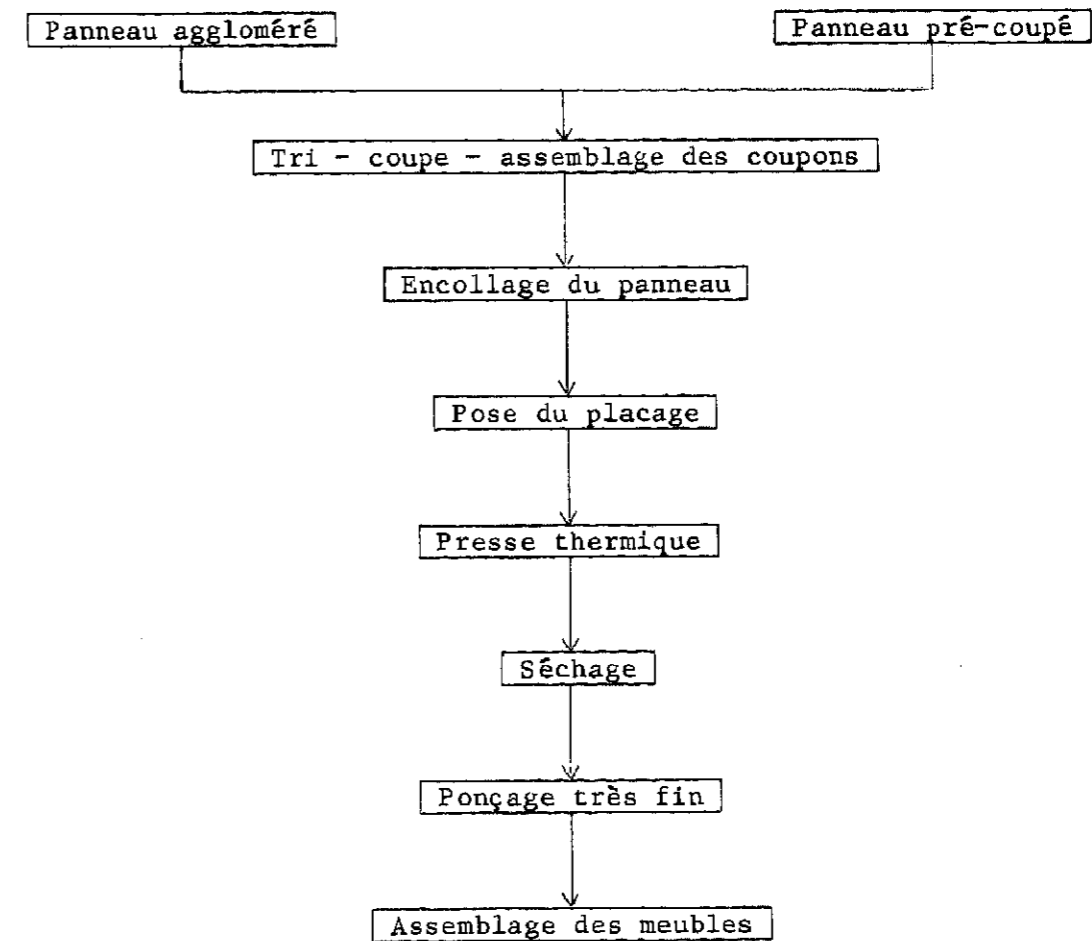 Panneau aggloméré
Panneau pré-coupé
Tri - coupe - assemblage des coupons
Encollage du panneau
Pose du placage
Presse thermique
Séchage
Ponçage très fin
Assemblage des meubles